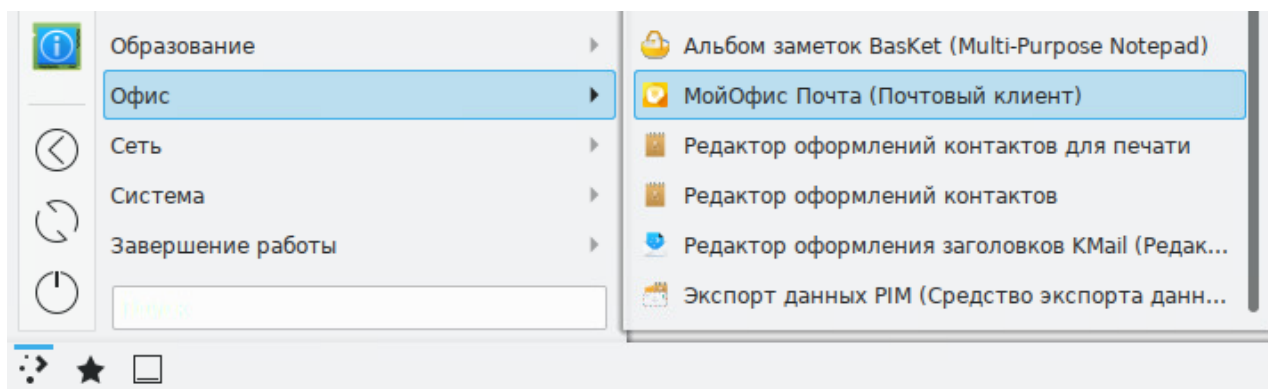 Образование
Офис
Сеть
Система
Завершение работы
Альбом заметок BasKet (Multi-Purpose Notepad)
МойОфис Почта (Почтовый клиент)
Редактор оформлений контактов для печати
Редактор оформлений контактов
Редактор оформления заголовков KMail (Редак...
Экспорт данных PIM (Средство экспорта данн...